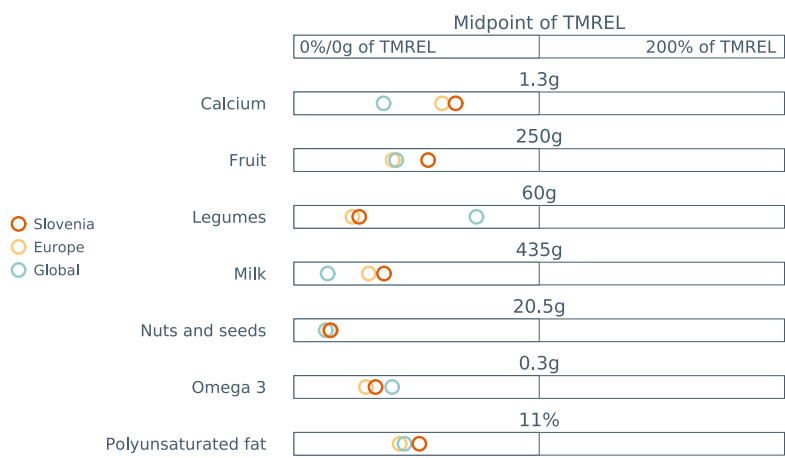 Midpoint of TMREL
0%/0g of TMREL 200% of TMREL
1.3g
Calcium
250g
Fruit
60g
Legumes
435g
Milk
20.5g
Nuts and seeds
0.3g
Omega 3
11%
Polyunsaturated fat
Slovenia
Europe
Global